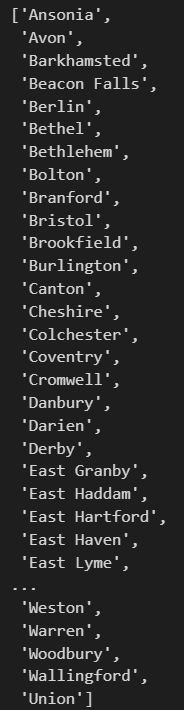 ['Ansonia',
'Avon',
'Barkhamsted',
'Beacon Falls',
'Berlin',
'Bethel',
'Bethlehem',
'Bolton',
'Branford',
'Bristol',
'Brookfield',
'Burlington',
'Canton',
'Cheshire',
'Colchester',
'Coventry',
'Cromwell',
'Danbury',
'Darien',
'Derby',
'East Granby',
'East Haddam',
'East Hartford',
'East Haven',
'East Lyme',
...
'Weston',
'Warren',
'Woodbury',
'Wallingford',
'Union']